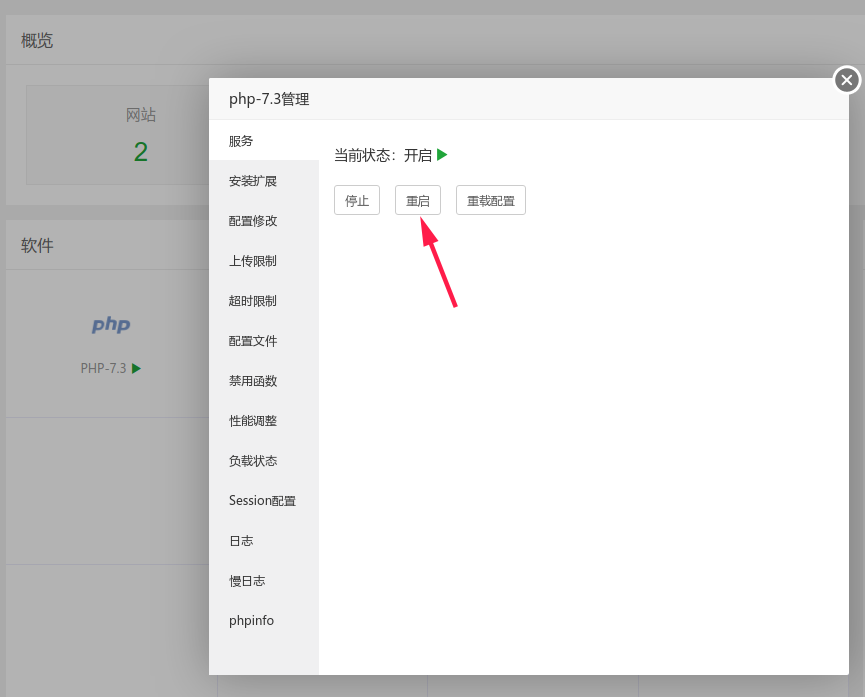 概览
网站
2
软件
php
PHP-7.3
php-7.3管理
服务
安装扩展
配置修改
上传限制
超时限制
配置文件
禁用函数
性能调整
负载状态
Session配置
日志
慢日志
phpinfo
当前状态：开启
停止
重启
重载配置